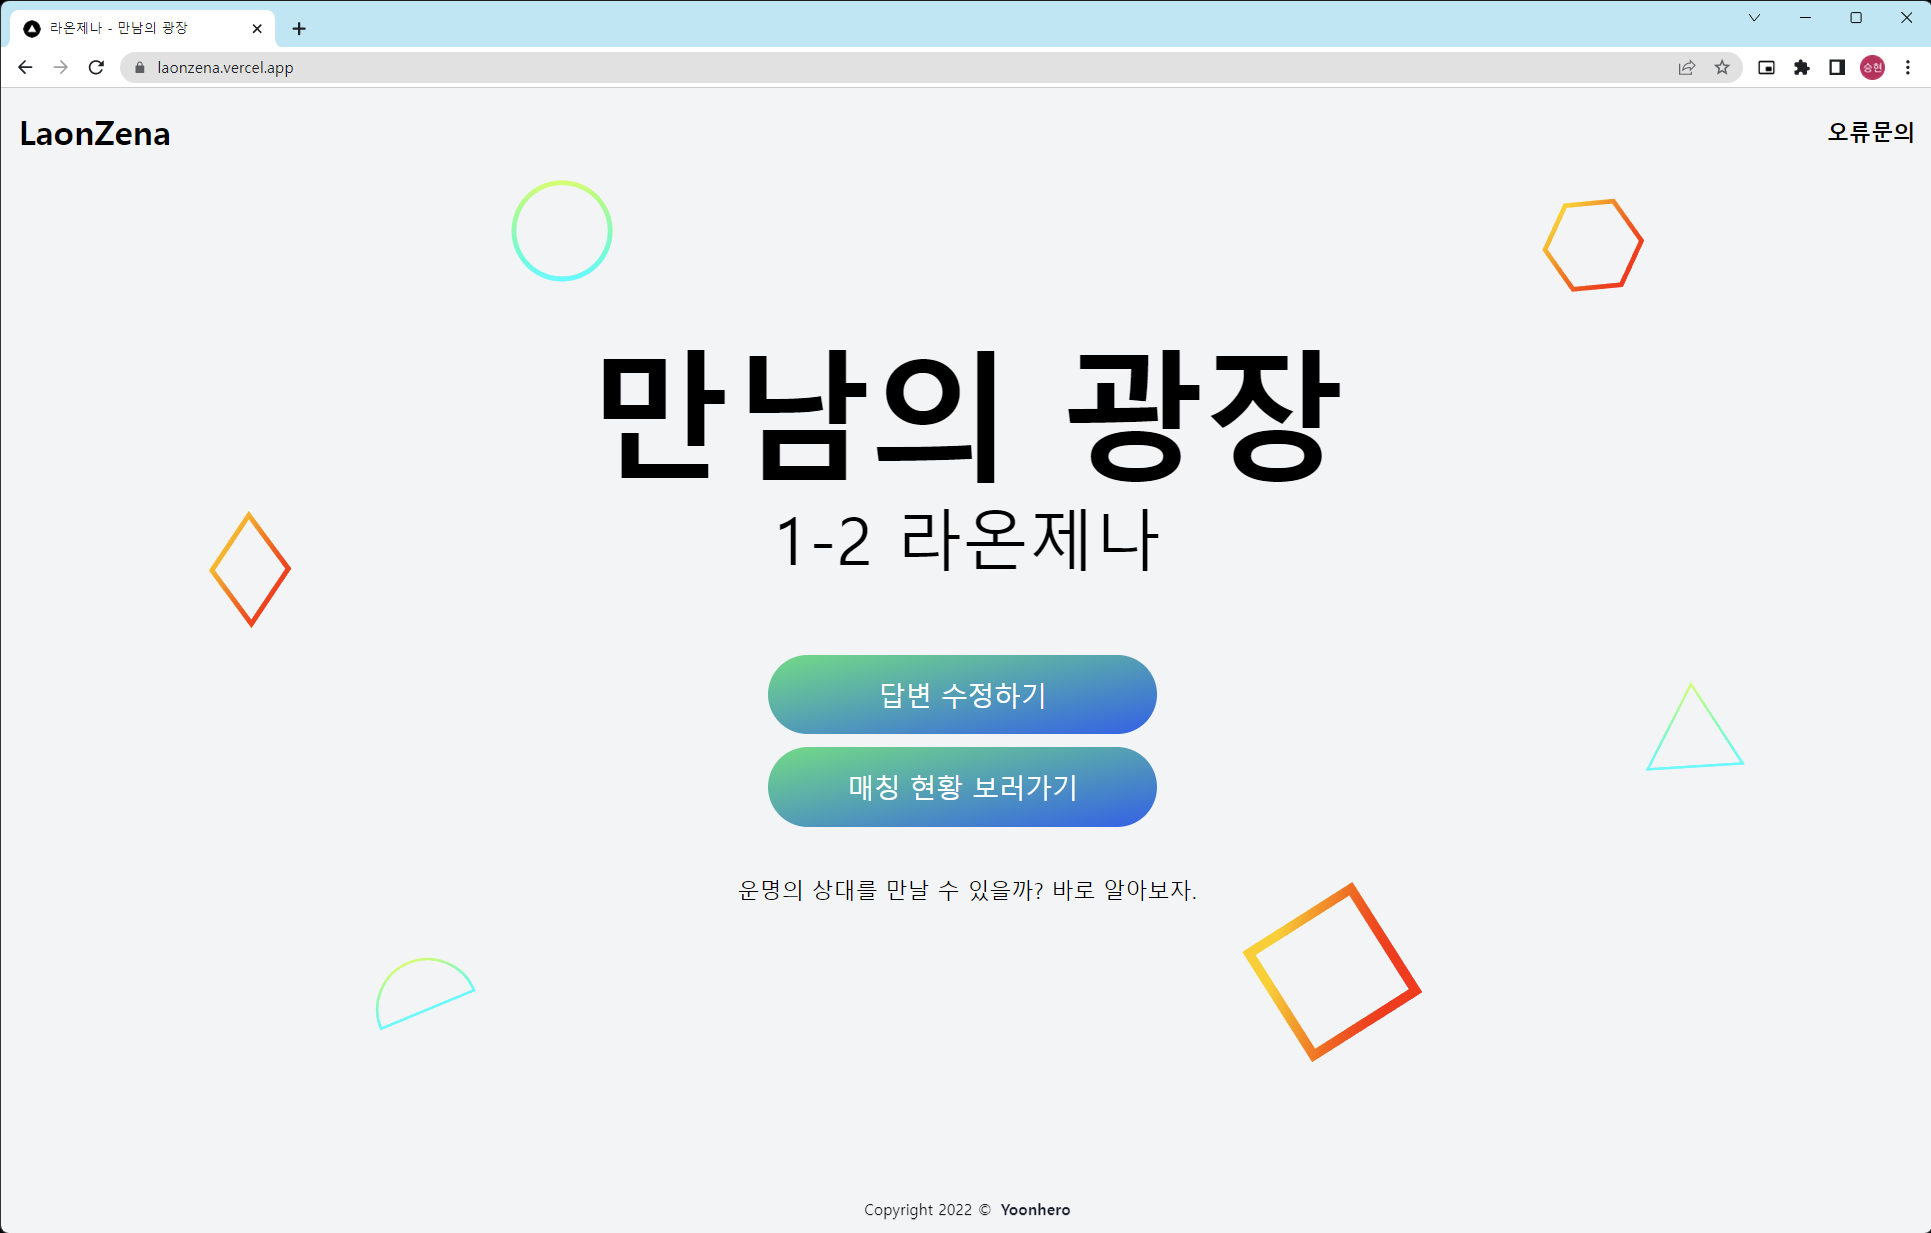 라온제나 - 만남의 광장
laonzena.vercel.app
승현
LaonZena
오류문의
만남의 광장
1-2 라온제나
답변 수정하기
매칭 현황 보러가기
운명의 상대를 만날 수 있을까? 바로 알아보자.
Copyright 2022 © Yoonhero